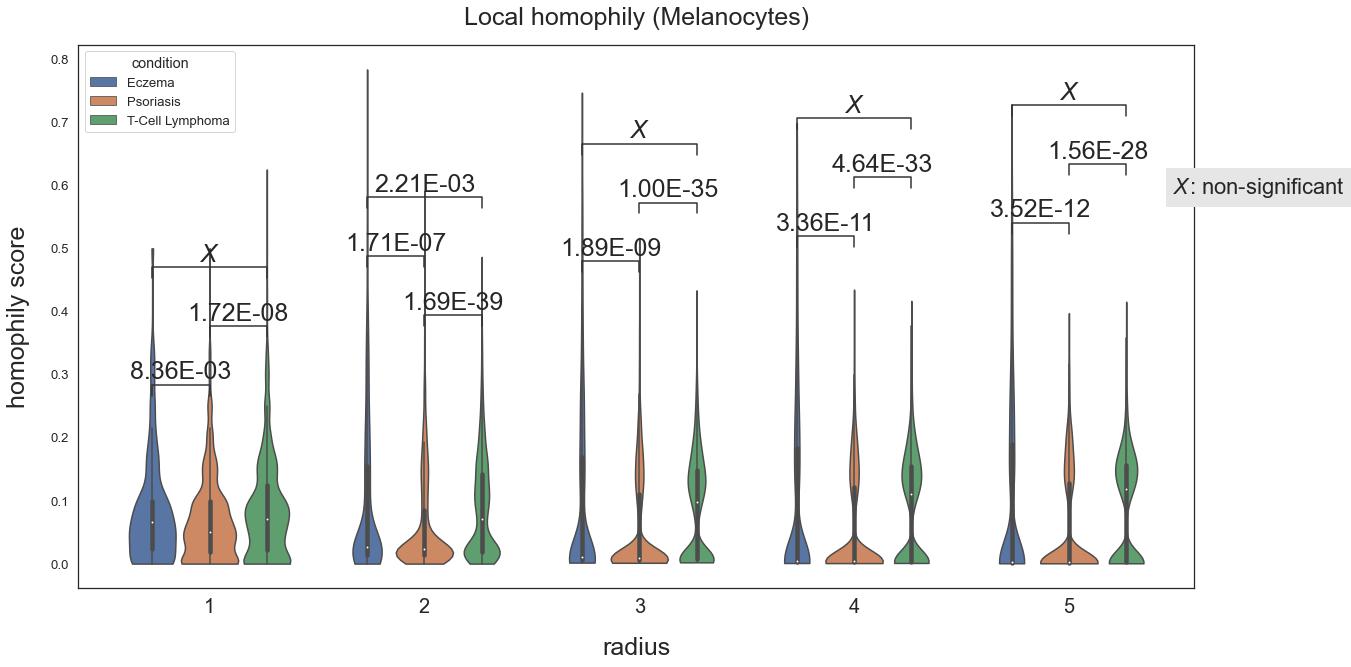 Local homophily (Melanocytes)
homophily score
0.8
0.7
0.6
0.5
0.4
0.3
0.2
0.1
0.0
condition
Eczema
Psoriasis
T-Cell Lymphoma
X
1.72E-08
8.36E-03
2.21E-03
1.71E-07
1.69E-39
X
1.00E-35
1.89E-09
X
4.64E-33
3.36E-11
X
1.56E-28
3.52E-12
X: non-significant
1
2
3
4
5
radius